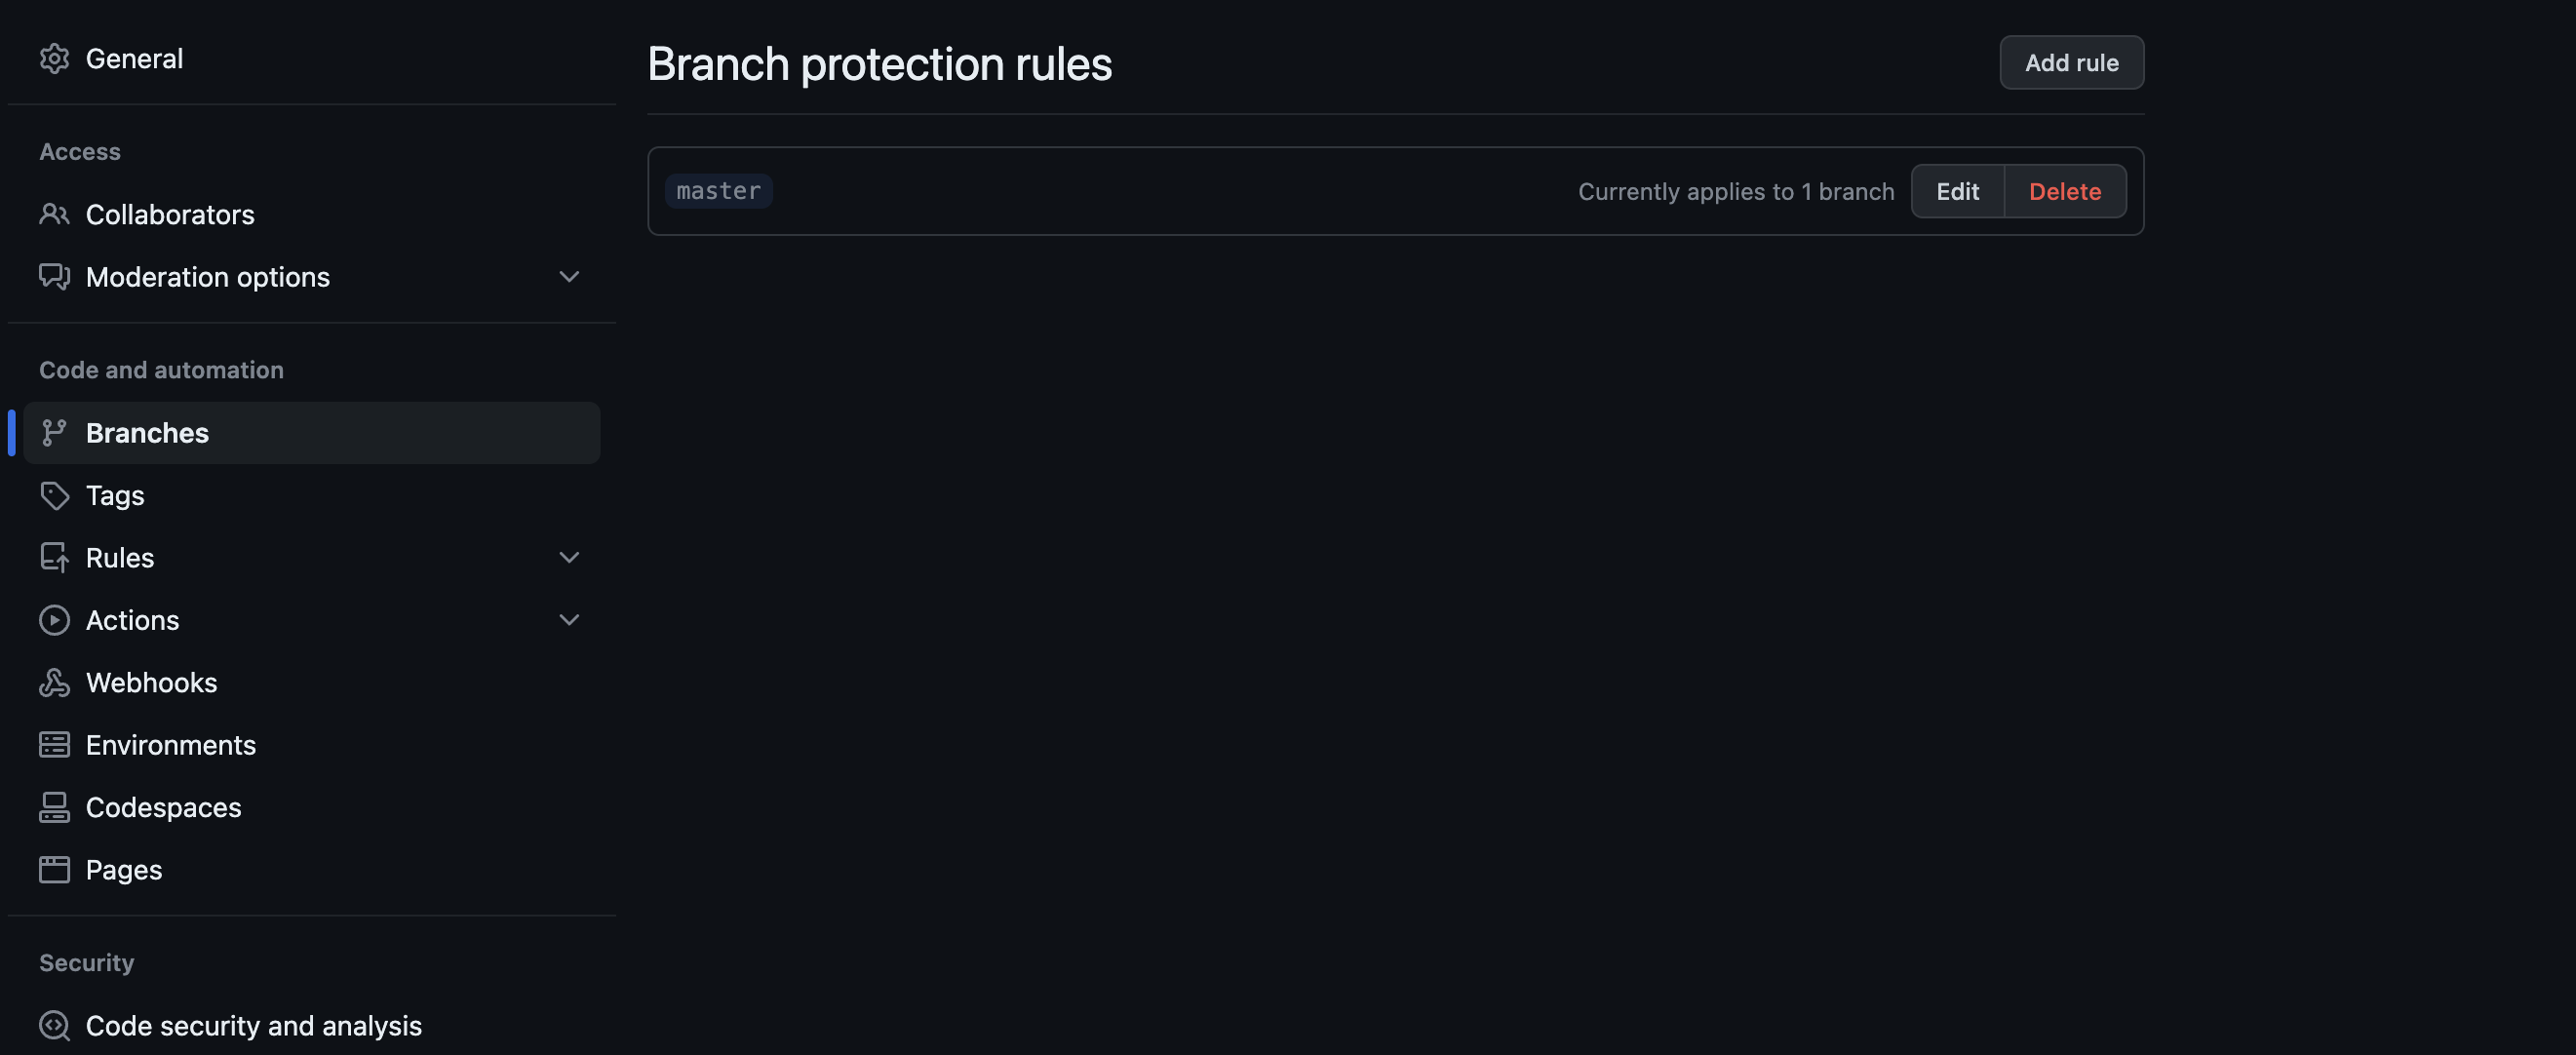 General
Access
Collaborators
Moderation options
Code and automation
Branches
Tags
Rules
Actions
Webhooks
Environments
Codespaces
Pages
Security
Code security and analysis
Branch protection rules
Add rule
master
Currently applies to 1 branch
Edit
Delete